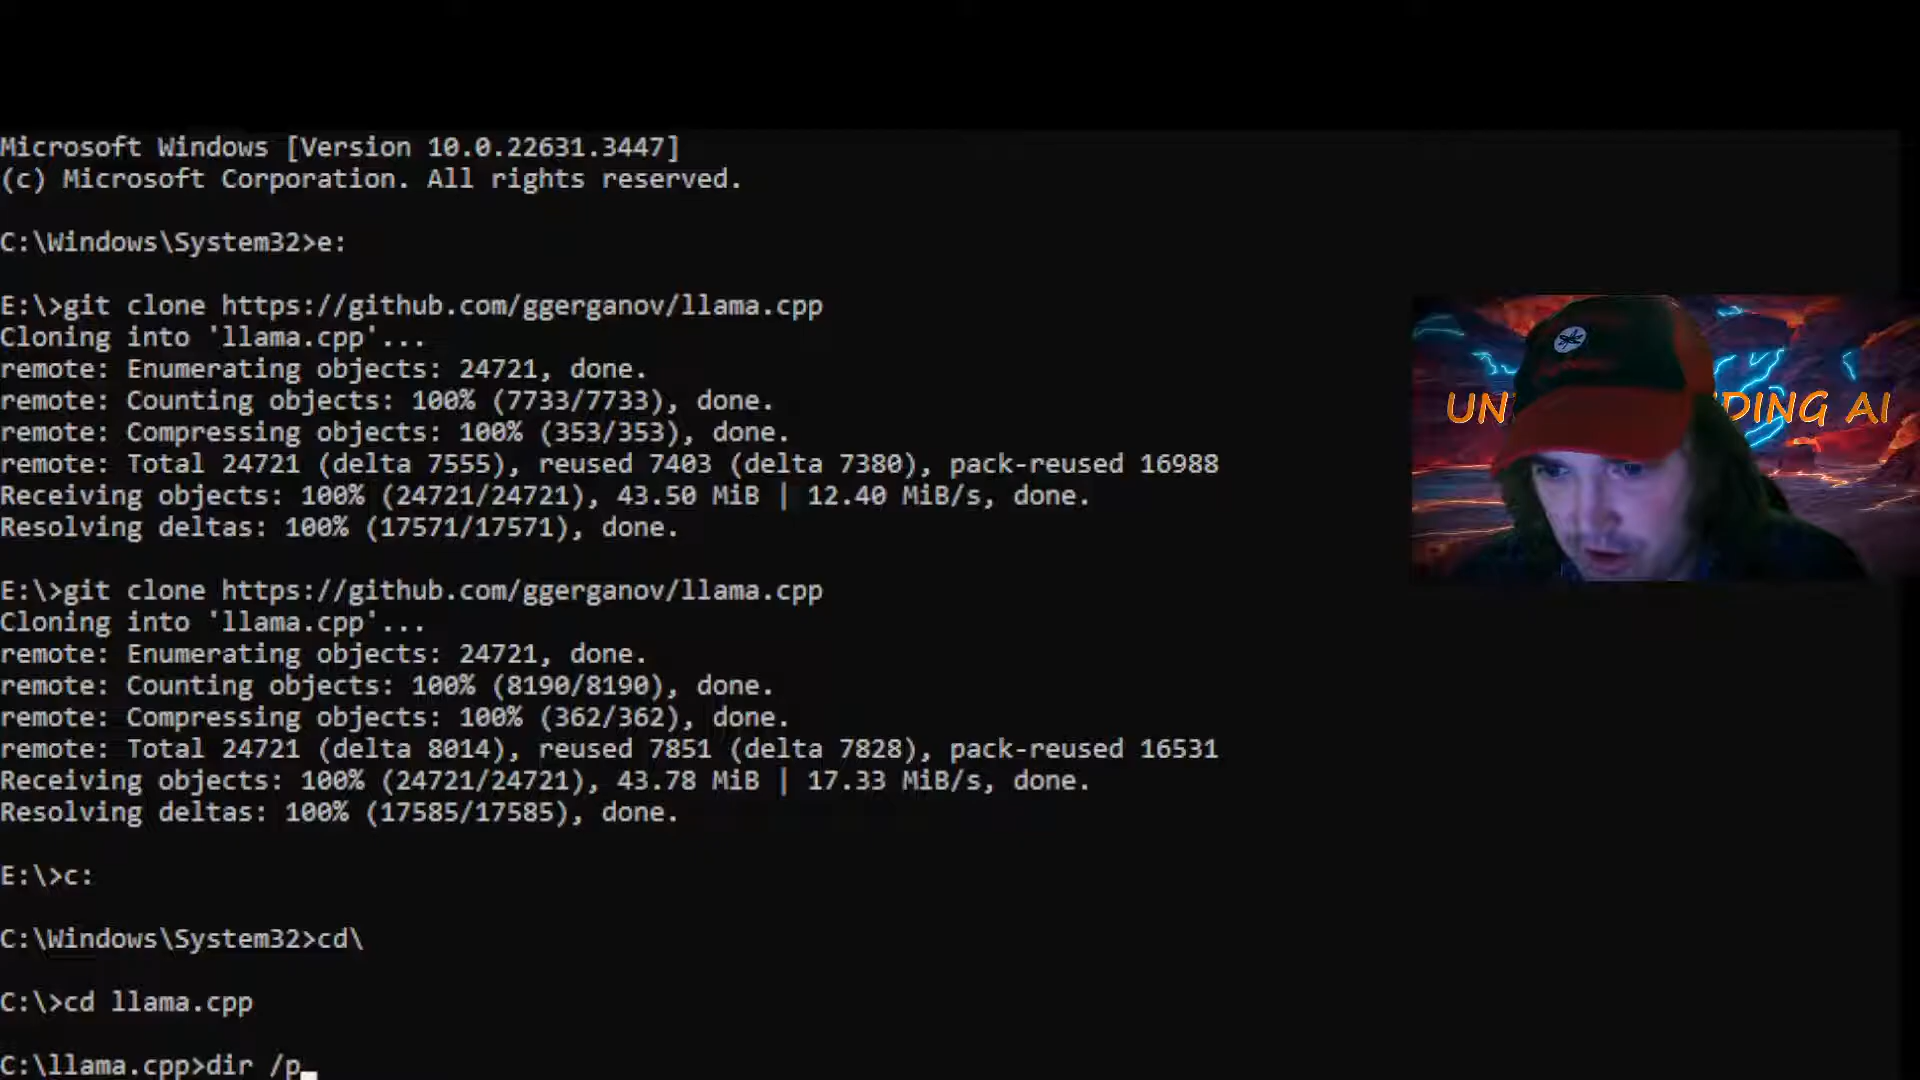 Microsoft Windows [Version 10.0.22631.3447]
(c) Microsoft Corporation. All rights reserved.
C:\Windows\System32>e:
E:\>git clone https://github.com/ggerganov/llama.cpp
Cloning into 'llama.cpp'...
remote: Enumerating objects: 24721, done.
remote: Counting objects: 100% (7733/7733), done.
remote: Compressing objects: 100% (353/353), done.
remote: Total 24721 (delta 7555), reused 7403 (delta 7380), pack-reused 16988
Receiving objects: 100% (24721/24721), 43.50 MiB | 12.40 MiB/s, done.
Resolving deltas: 100% (17571/17571), done.
E:\>git clone https://github.com/ggerganov/llama.cpp
Cloning into 'llama.cpp'...
remote: Enumerating objects: 24721, done.
remote: Counting objects: 100% (8190/8190), done.
remote: Compressing objects: 100% (362/362), done.
remote: Total 24721 (delta 8014), reused 7851 (delta 7828), pack-reused 16531
Receiving objects: 100% (24721/24721), 43.78 MiB | 17.33 MiB/s, done.
Resolving deltas: 100% (17585/17585), done.
E:\>c:
C:\Windows\System32>cd\
C:\>cd llama.cpp
C:\llama.cpp>dir /p
AI